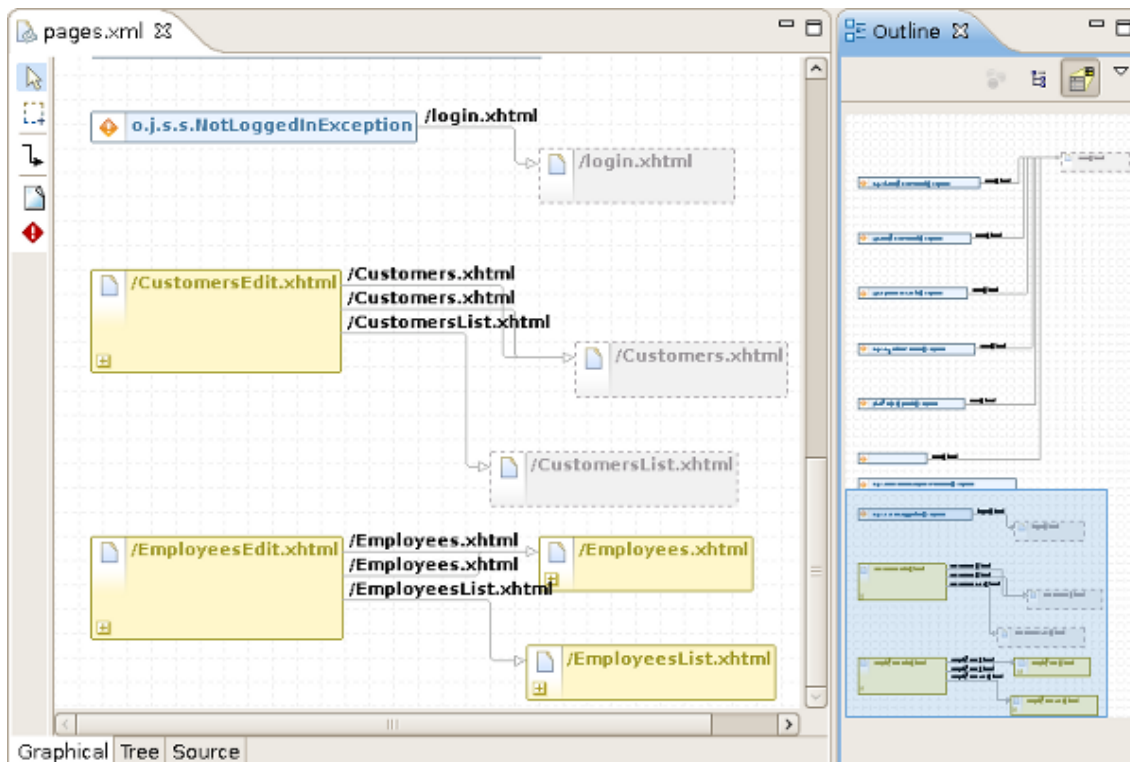 pages.xml
Outline
o.j.s.s.NotLoggedInException
/login.xhtml
/login.xhtml
/CustomersEdit.xhtml
/Customers.xhtml
/Customers.xhtml
/CustomersList.xhtml
/Customers.xhtml
/CustomersList.xhtml
/EmployeesEdit.xhtml
/Employees.xhtml
/Employees.xhtml
/EmployeesList.xhtml
/Employees.xhtml
/EmployeesList.xhtml
Graphical Tree Source